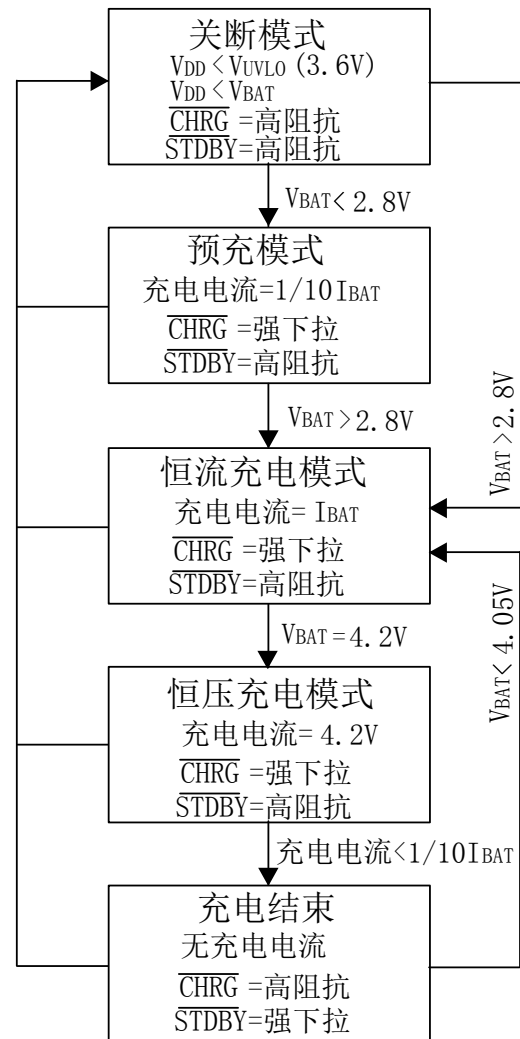 关断模式
VDD<VUVLO (3.6V)
VDD<VBAT
CHRG =高阻抗
STDBY=高阻抗
VBAT<2.8V
预充模式
充电电流=1/10IBAT
CHRG =强下拉
STDBY=高阻抗
VBAT>2.8V
恒流充电模式
充电电流= IBAT
CHRG =强下拉
STDBY=高阻抗
VBAT>2.8V
VBAT<4.05V
VBAT=4.2V
恒压充电模式
充电电流=4.2V
CHRG =强下拉
STDBY=高阻抗
充电电流<1/10IBAT
充电结束
无充电电流
CHRG =高阻抗
STDBY=强下拉